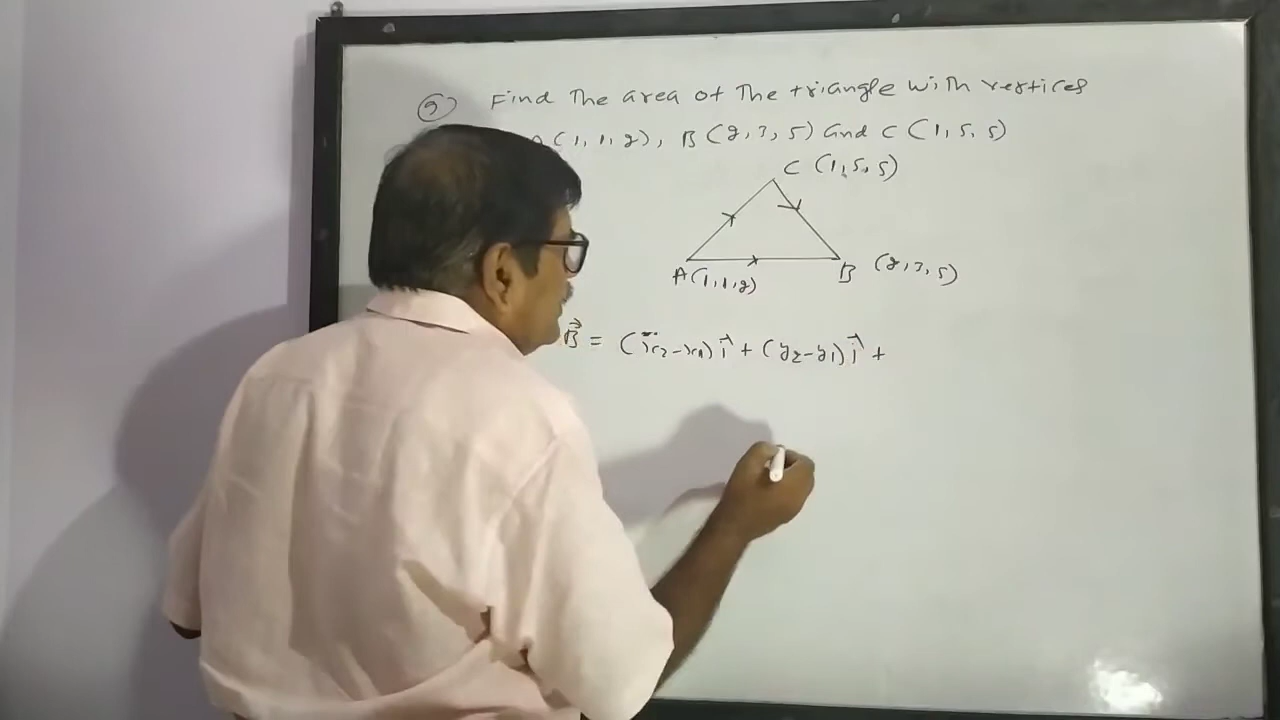 9) Find The area of The triangle with vertices
A (1, 1, 2), B (2, 3, 5) and C (1, 5, 5)
C (1, 5, 5)
A (1, 1, 2)
B (2, 3, 5)
B⃗ = (x₂-x₁) i⃗ + (y₂-y₁) j⃗ +